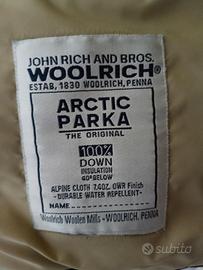 JOHN RICH AND BROS.
WOOLRICH®
ESTAB, 1830 WOOLRICH, PENNA
ARCTIC
PARKA
THE ORIGINAL
100%
DOWN
INSULATION
40° BELOW
ALPINE CLOTH 7.4OZ. OWR Finish
- DURABLE WATER REPELLENT -
NAME
Woolrich Woolen Mills - WOOLRICH. PENNA
subito